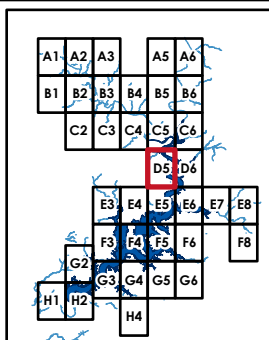 A1 A2 A3 A5 A6
B1 B2 B3 B4 B5 B6
C2 C3 C4 C5 C6
D5 D6
E3 E4 E5 E6 E7 E8
F3 F4 F5 F6 F8
G2
G3 G4 G5 G6
H1 H2
H4